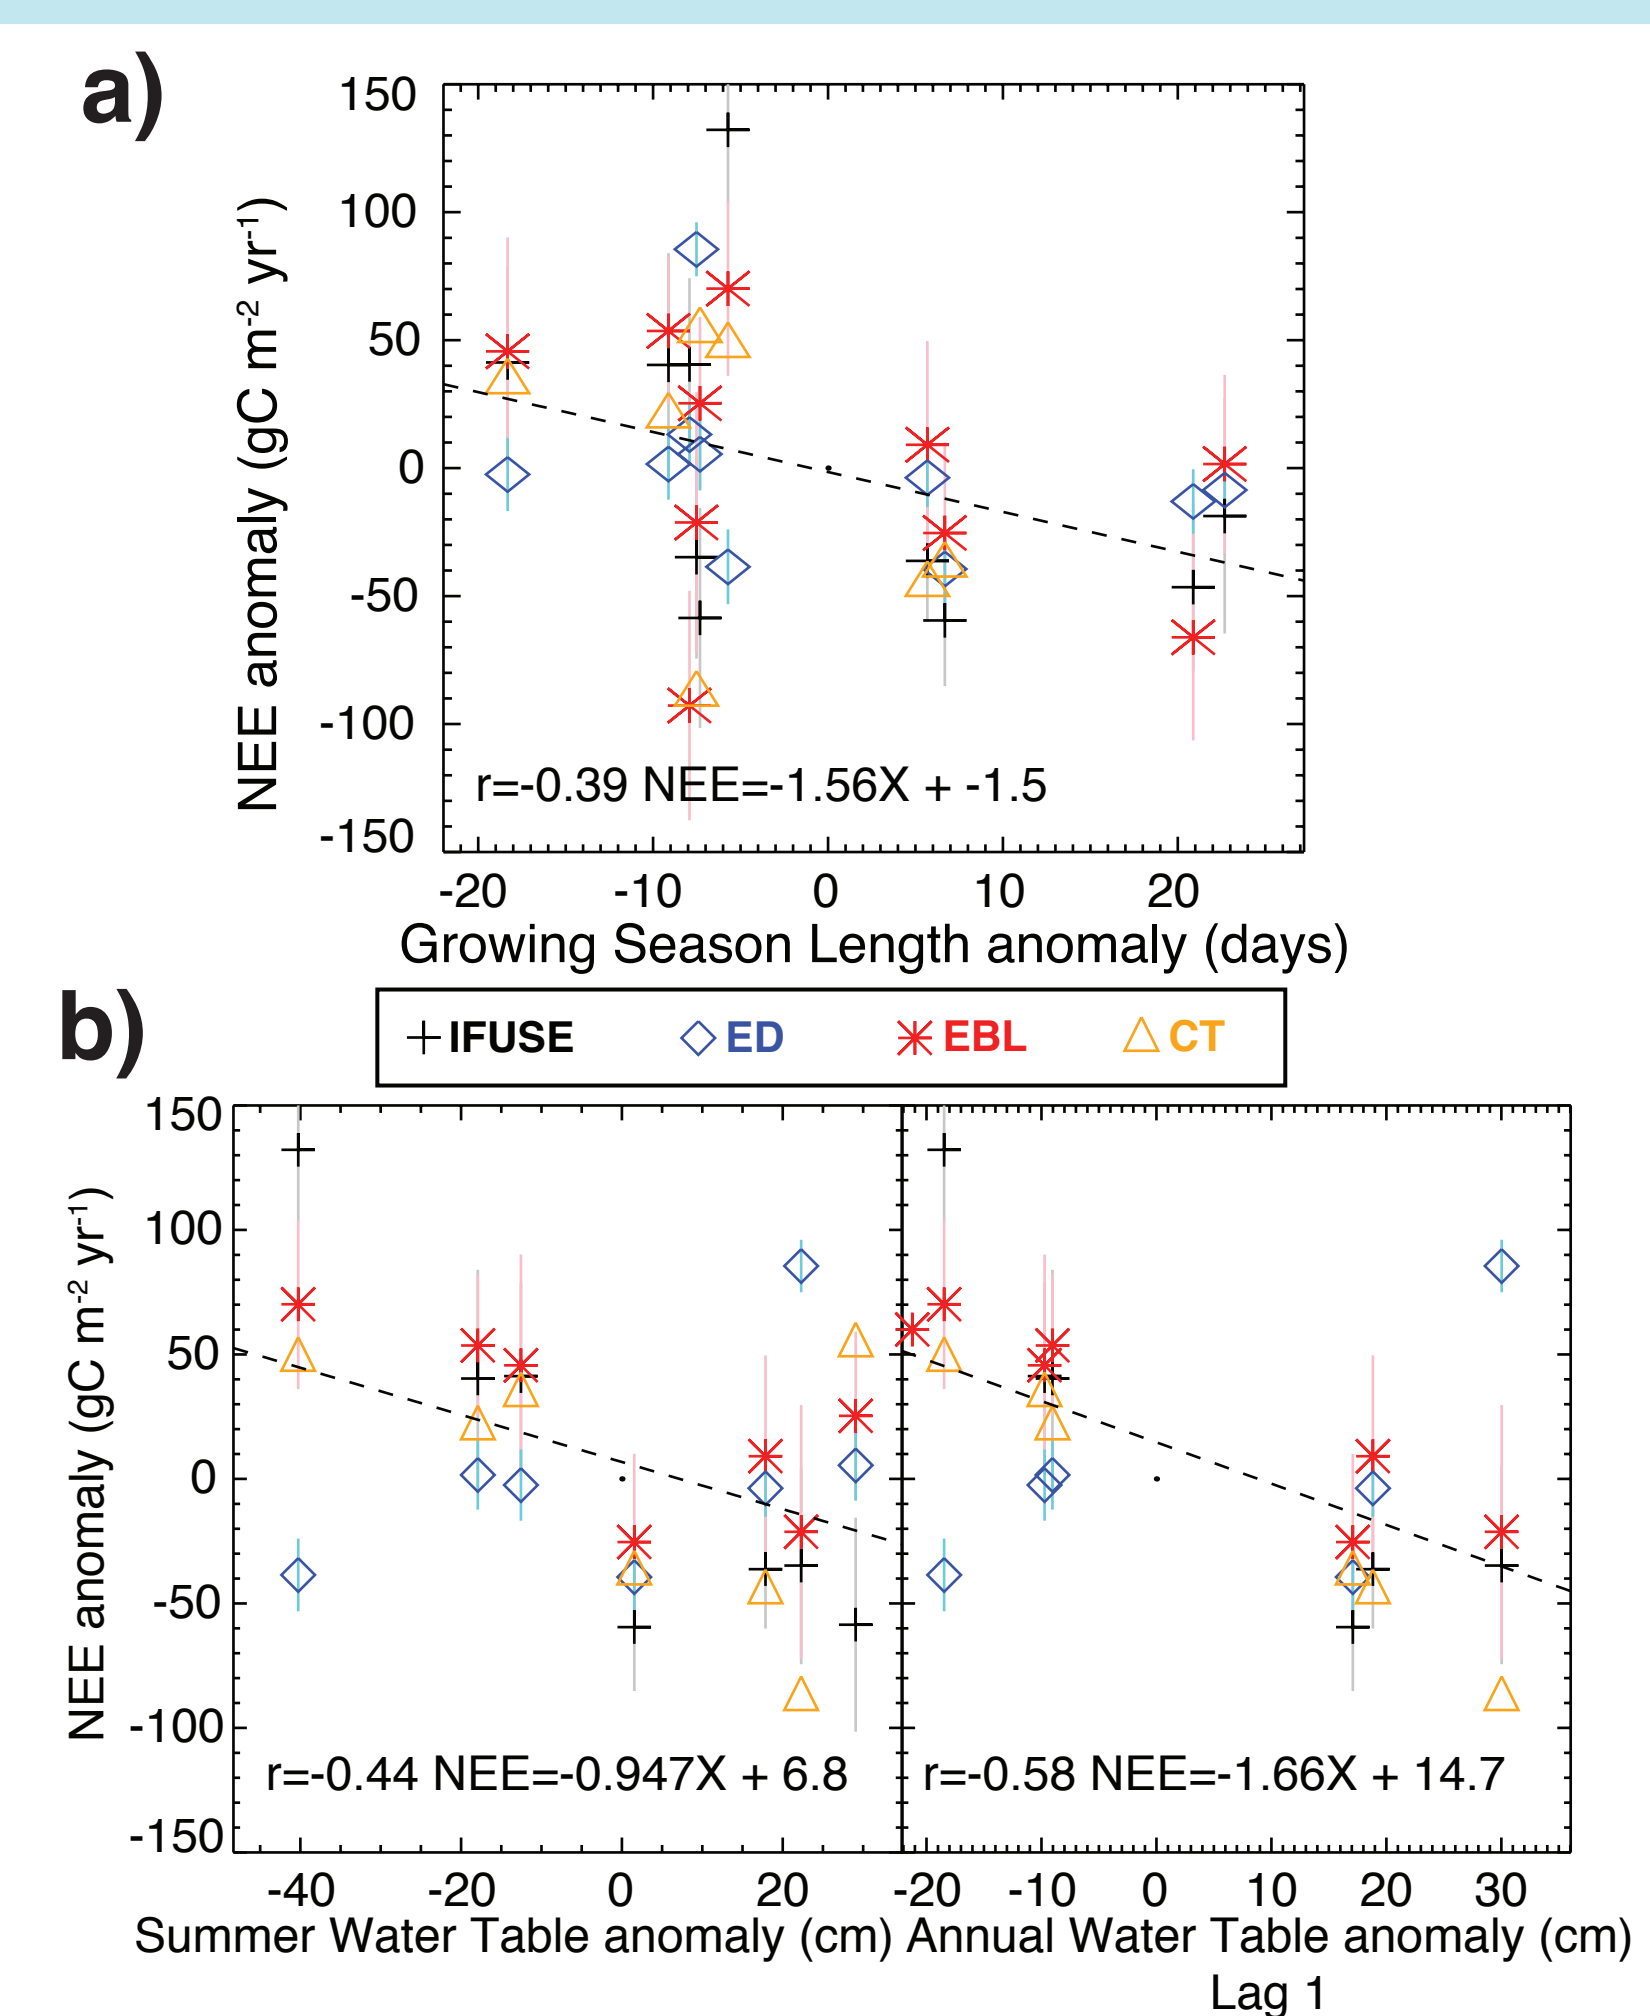 a)
NEE anomaly (gC m-2 yr-1)
150
100
50
0
-50
-100
-150
r=-0.39 NEE=-1.56X + -1.5
-20 -10 0 10 20
Growing Season Length anomaly (days)
b)
IFUSE ED EBL CT
NEE anomaly (gC m-2 yr-1)
150
100
50
0
-50
-100
-150
r=-0.44 NEE=-0.947X + 6.8
r=-0.58 NEE=-1.66X + 14.7
-40 -20 0 20
-20 -10 0 10 20 30
Summer Water Table anomaly (cm)
Annual Water Table anomaly (cm)
Lag 1